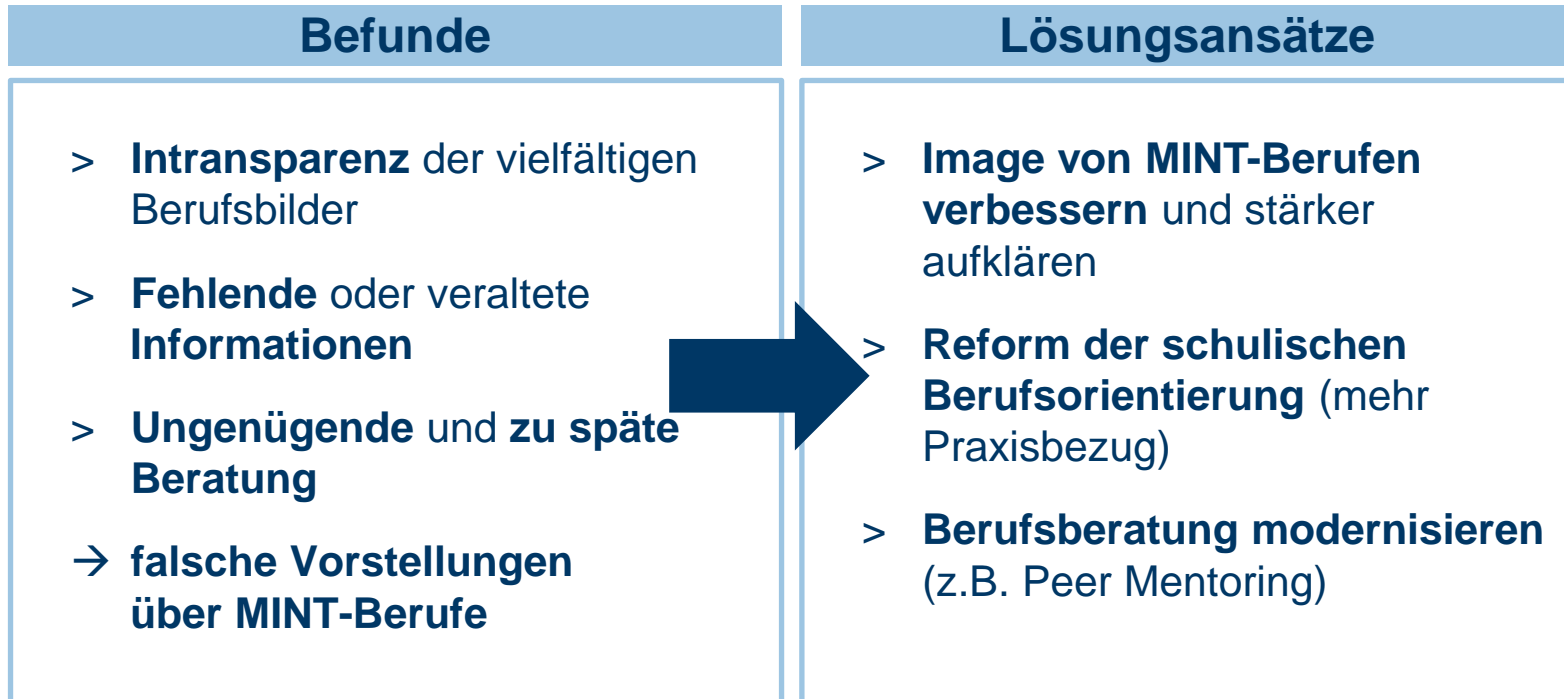 Befunde
> Intransparenz der vielfältigen
Berufsbilder
> Fehlende oder veraltete
Informationen
> Ungenügende und zu späte
Beratung
→ falsche Vorstellungen
über MINT-Berufe
Lösungsansätze
> Image von MINT-Berufen
verbessern und stärker
aufklären
> Reform der schulischen
Berufsorientierung (mehr
Praxisbezug)
> Berufsberatung modernisieren
(z.B. Peer Mentoring)